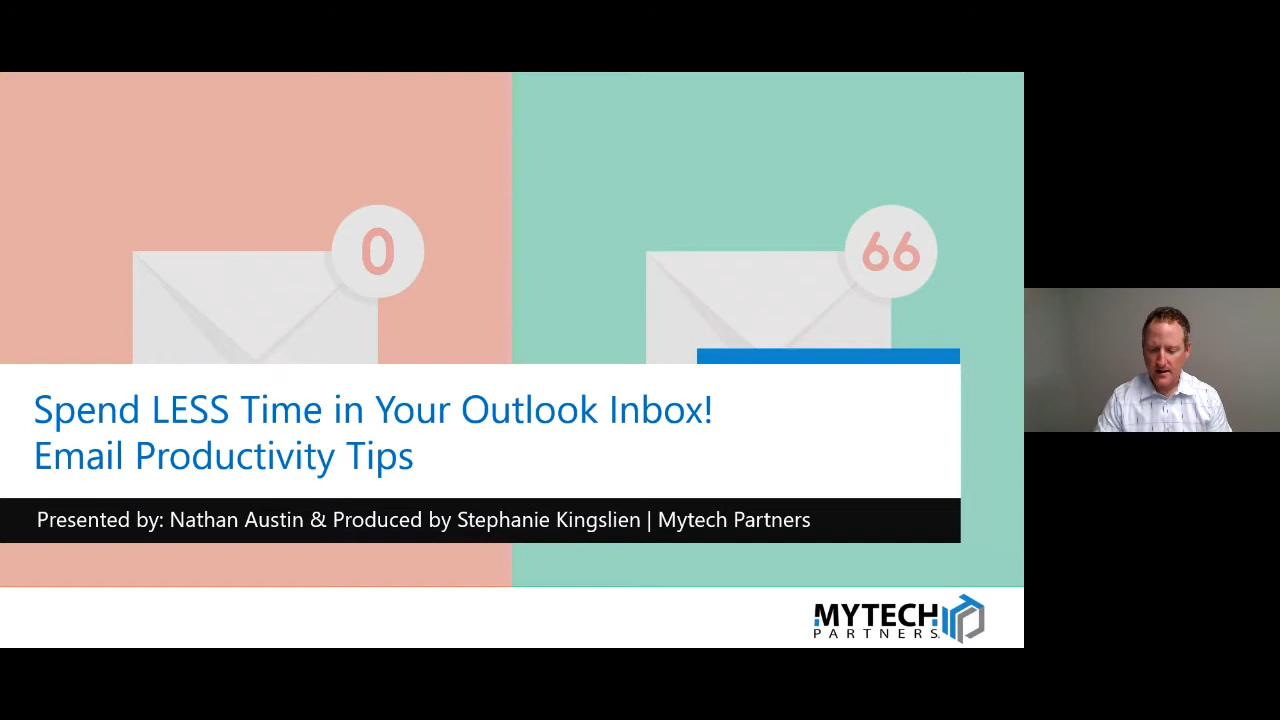 0
66
Spend LESS Time in Your Outlook Inbox!
Email Productivity Tips
Presented by: Nathan Austin & Produced by Stephanie Kingslien | Mytech Partners
MYTECH
PARTNERS